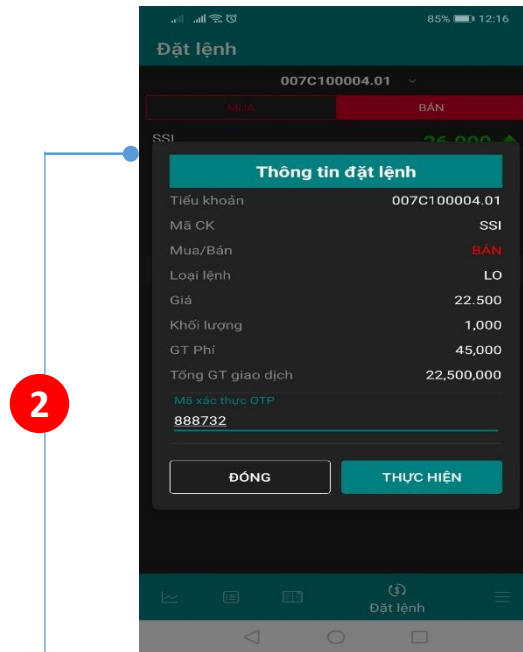 85% 12:16
Đặt lệnh
007C100004.01
MUA BÁN
SSI 26.000
Thông tin đặt lệnh
Tiểu khoản 007C100004.01
Mã CK SSI
Mua/Bán BÁN
Loại lệnh LO
Giá 22.500
Khối lượng 1,000
GT Phí 45,000
Tổng GT giao dịch 22,500,000
Mã xác thực OTP
888732
2
ĐÓNG THỰC HIỆN
Đặt lệnh